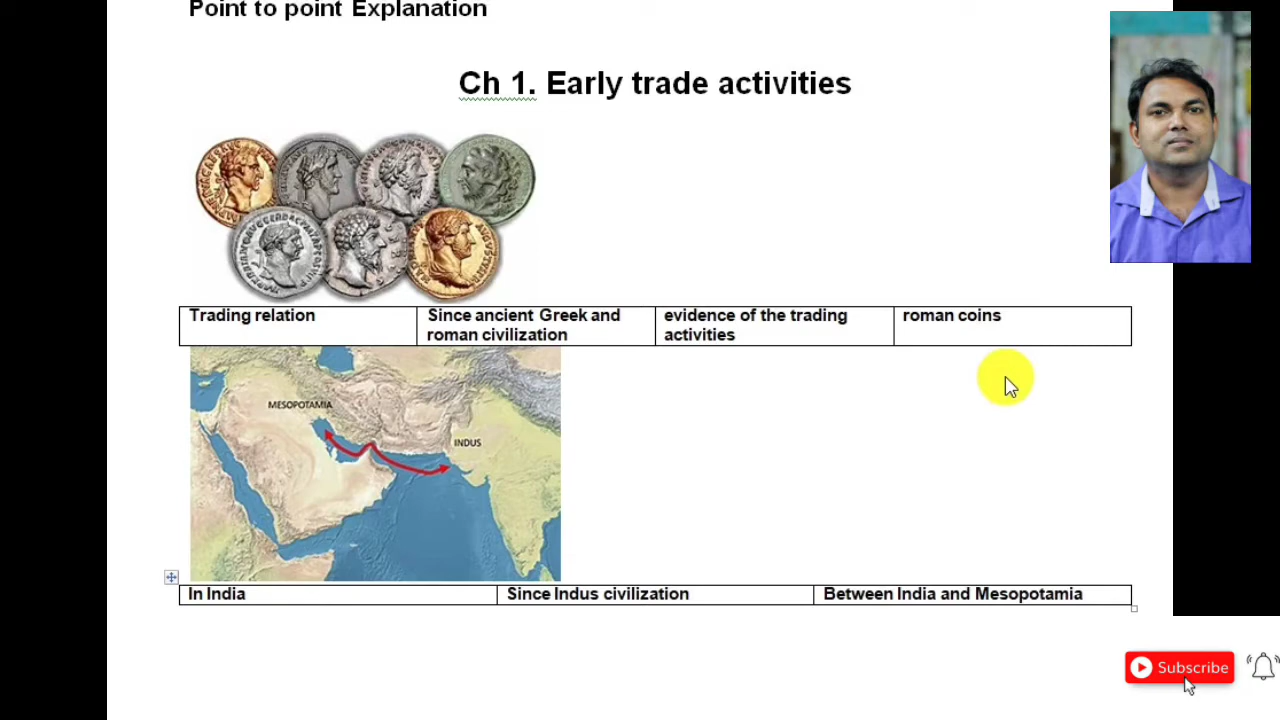 Point to point Explanation
Ch 1. Early trade activities
Trading relation
Since ancient Greek and
roman civilization
evidence of the trading
activities
roman coins
MESOPOTAMIA
INDUS
In India
Since Indus civilization
Between India and Mesopotamia
Subscribe